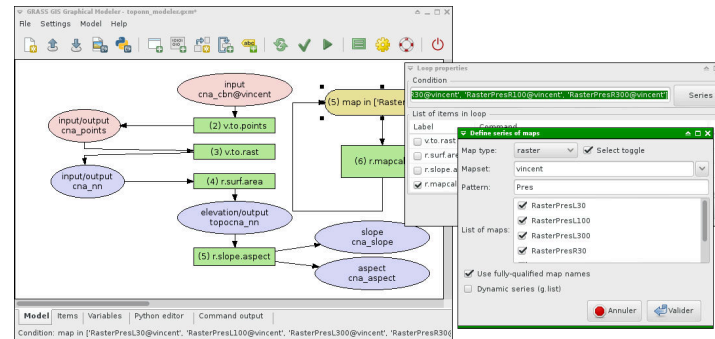 GRASS GIS Graphical Modeler - toponn_modeles.gxm*
File Settings Model Help
input
cna_cbn@vincent
input/output
cna_points
(2) v.to.points
(3) v.to.rast
input/output
cna_nn
(4) r.surf.area
elevation/output
topocna_nn
(5) r.slope.aspect
slope
cna_slope
aspect
cna_aspect
(5) map in ['Raster
(6) r.mapcal
Model Items Variables Python editor Command output
Condition: map in ['RasterPresL30@vincent', 'RasterPresL100@vincent', 'RasterPresL300@vincent', 'RasterPresR30(
Loop properties
Condition
30@vincent', 'RasterPresR100@vincent', 'RasterPresR300@vincent']
Series
List of items in loop
Label Command
v.to.rast
r.surf.are
r.slope.a
r.mapcal
Define series of maps
Map type: raster Select toggle
Mapset: vincent
Pattern: Pres
List of maps:
RasterPresL30
RasterPresL100
RasterPresL300
RasterPresR30
Use fully-qualified map names
Dynamic series (g.list)
Annuler Valider